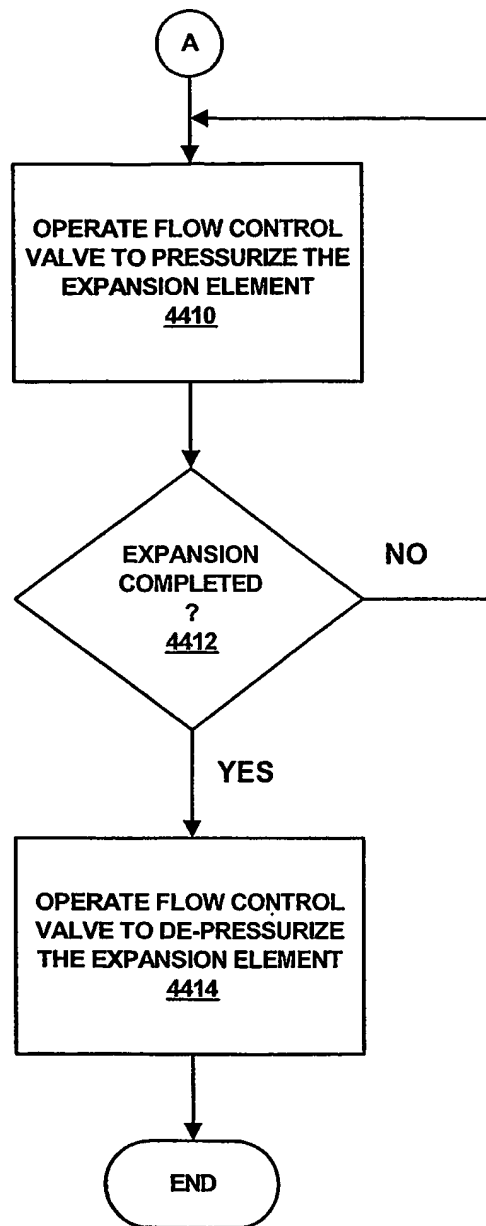 A
OPERATE FLOW CONTROL
VALVE TO PRESSURIZE THE
EXPANSION ELEMENT
4410
EXPANSION
COMPLETED
?
4412
NO
YES
OPERATE FLOW CONTROL
VALVE TO DE-PRESSURIZE
THE EXPANSION ELEMENT
4414
END